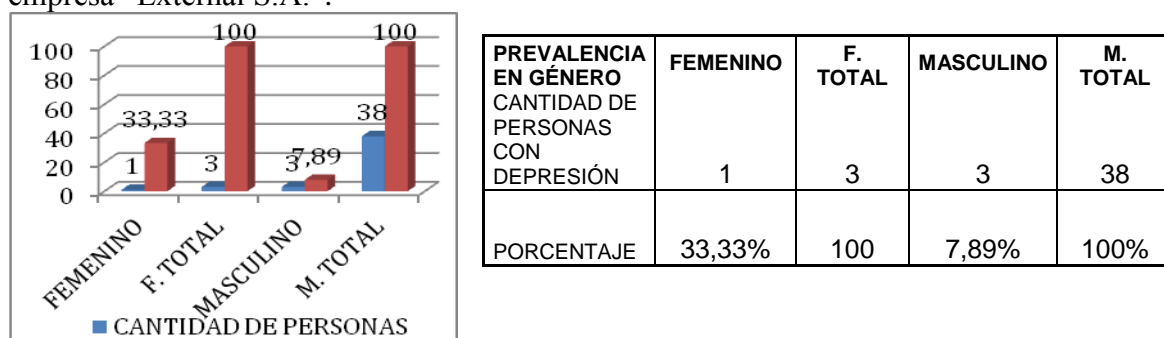 empresa "External S.A.".
100
80
60
40
20
0
1
33,33
3
100
3
7,89
38
100
FEMENINO
F. TOTAL
MASCULINO
M. TOTAL
CANTIDAD DE PERSONAS
PREVALENCIA EN GÉNERO
FEMENINO
F. TOTAL
MASCULINO
M. TOTAL
CANTIDAD DE
PERSONAS
CON
DEPRESIÓN
1
3
3
38
PORCENTAJE
33,33%
100
7,89%
100%